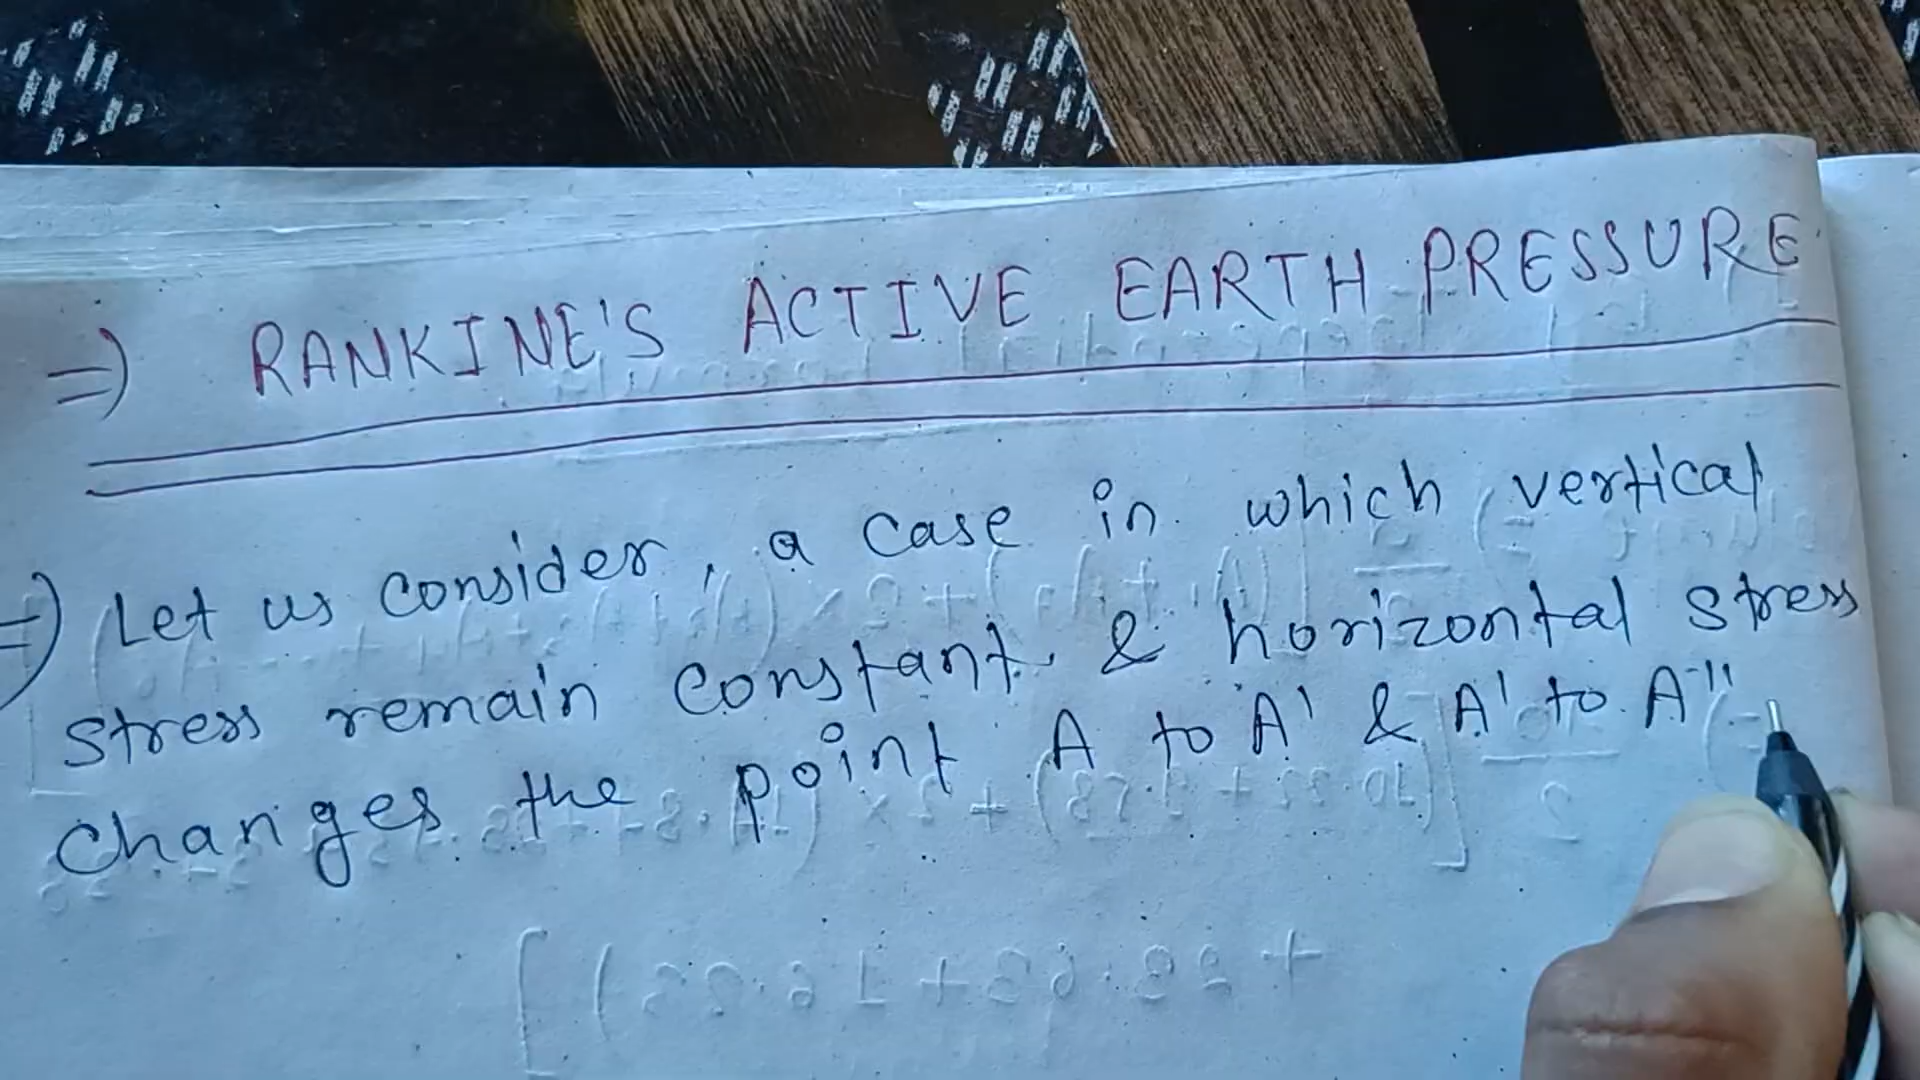 =) RANKINE'S ACTIVE EARTH PRESSURE
=) Let us consider, a case in which vertical
stress remain constant & horizontal stress
changes the point A to A' & A' to A"